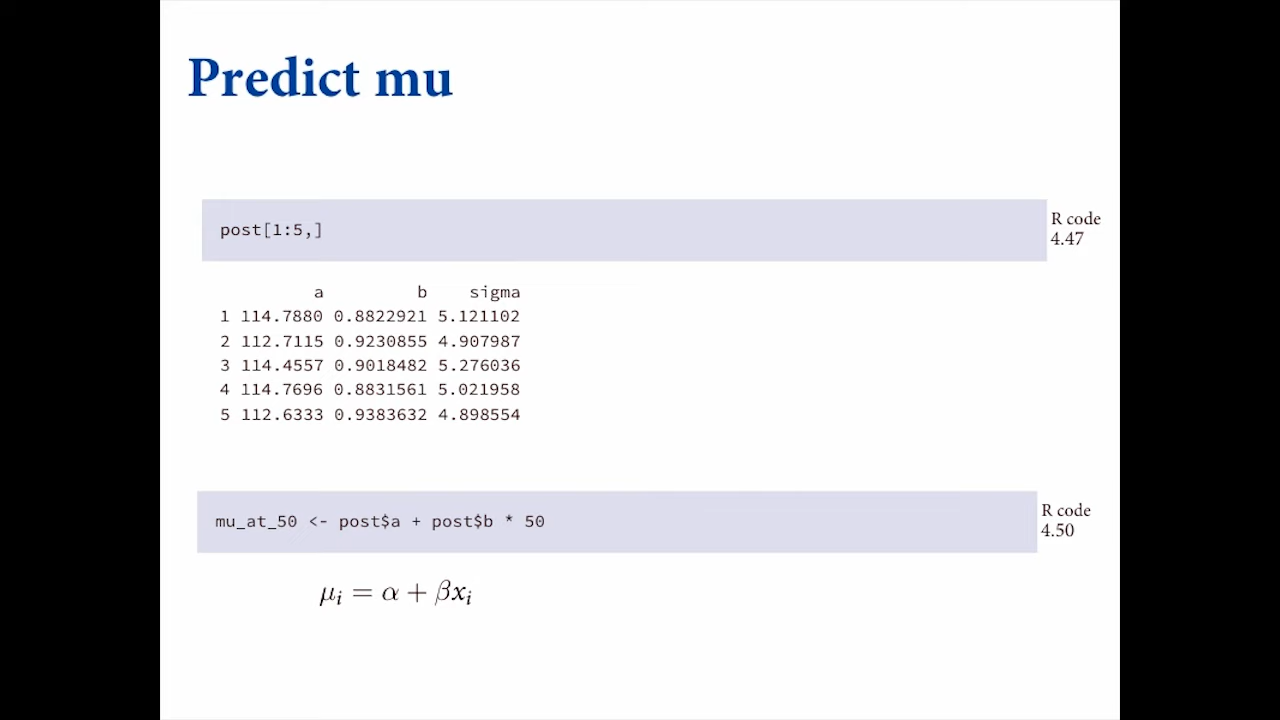 Predict mu
post[1:5,]
R code
4.47
a b sigma
1 114.7880 0.8822921 5.121102
2 112.7115 0.9230855 4.907987
3 114.4557 0.9018482 5.276036
4 114.7696 0.8831561 5.021958
5 112.6333 0.9383632 4.898554
mu_at_50 <- post$a + post$b * 50
R code
4.50
μi = α + βxi